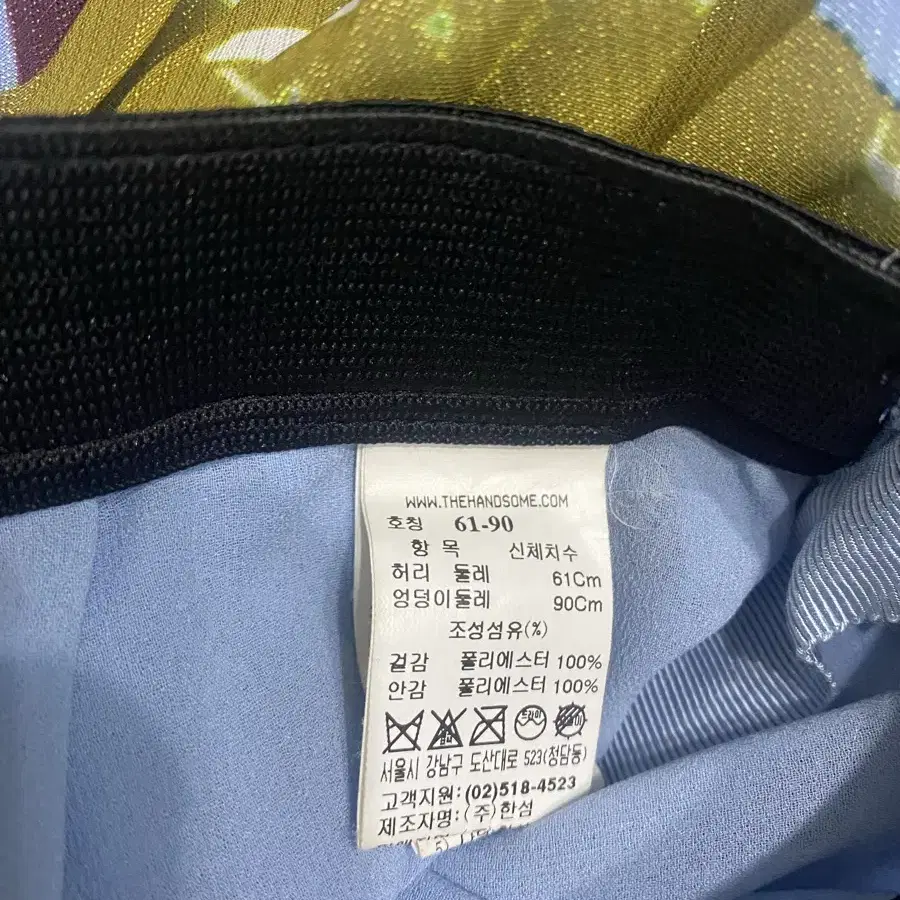 WWW.THEHANDSOME.COM
호칭 61-90
항 목 신체치수
허리 둘레 61Cm
엉덩이둘레 90Cm
조성섬유(%)
겉감 폴리에스터 100%
안감 폴리에스터 100%
드라이
서울시 강남구 도산대로 523(청담동)
고객지원:(02)518-4523
제조자명:(주)한섬